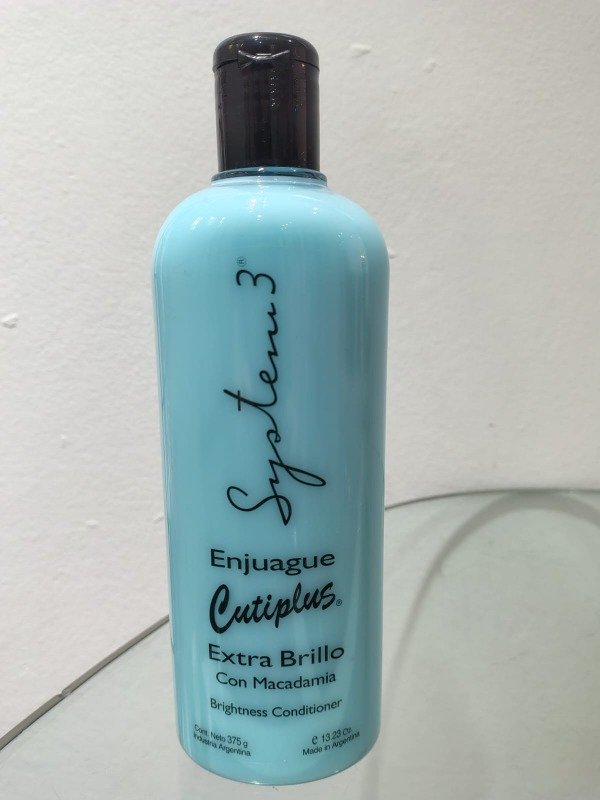 System 3®
Enjuague
Cutiplus®
Extra Brillo
Con Macadamia
Brightness Conditioner
Cont. Neto 375 g
Industria Argentina
℮ 13.23 Oz.
Made in Argentina